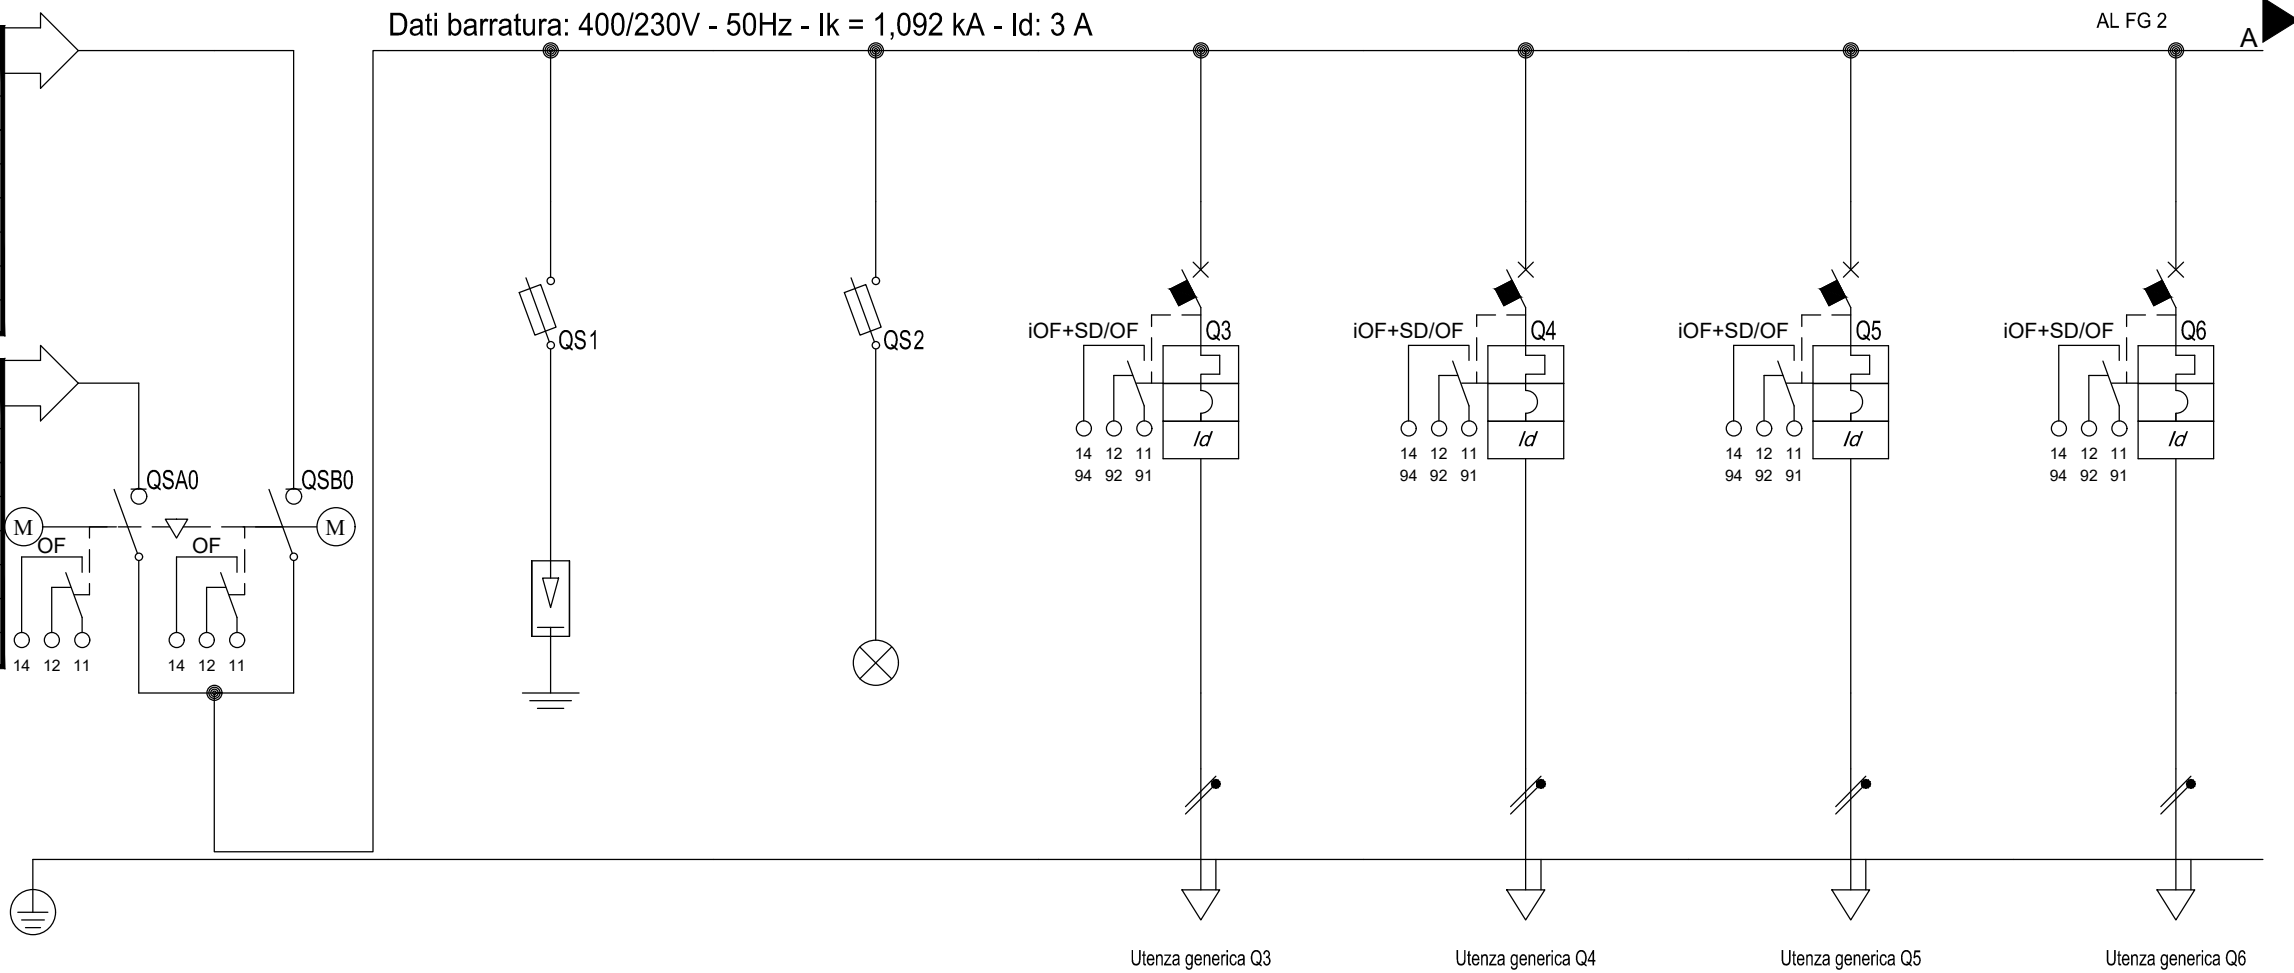 Dati barratura: 400/230V - 50Hz - Ik = 1,092 kA - Id: 3 A
AL FG 2
A
QS1
QS2
iOF+SD/OF
Q3
iOF+SD/OF
Q4
iOF+SD/OF
Q5
iOF+SD/OF
Q6
Id
Id
Id
Id
14 12 11
14 12 11
14 12 11
14 12 11
94 92 91
94 92 91
94 92 91
94 92 91
QSA0
QSB0
M
M
OF
OF
14 12 11
14 12 11
Utenza generica Q3
Utenza generica Q4
Utenza generica Q5
Utenza generica Q6